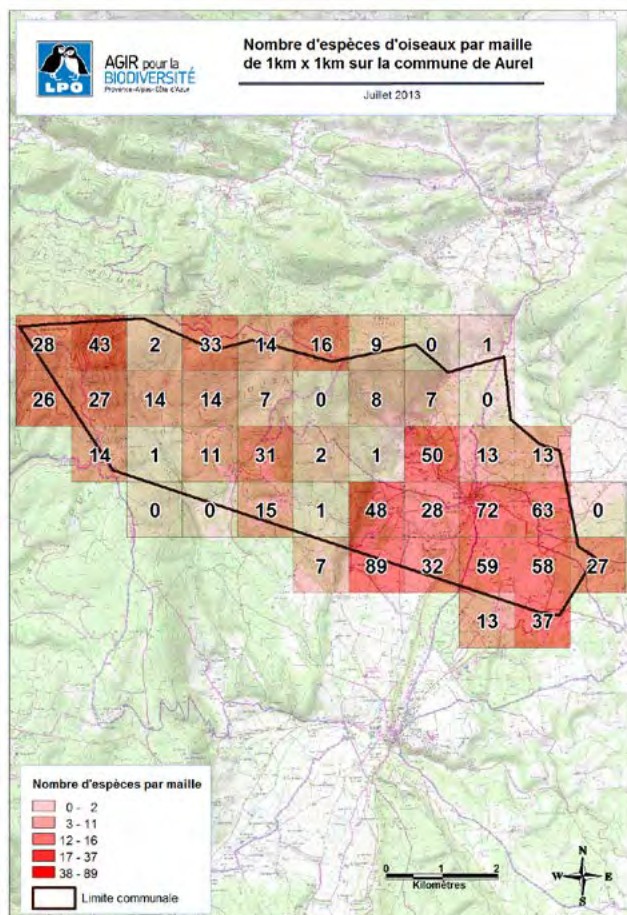 LPO
AGIR pour la
BIODIVERSITÉ
Provence-Alpes-Côte d'Azur
Nombre d'espèces d'oiseaux par maille
de 1km x 1km sur la commune de Aurel
Juillet 2013
28 43 2 33 14 16 9 0 1
26 27 14 14 7 0 8 7 0
14 1 11 31 2 1 50 13 13
0 0 15 1 48 28 72 63 0
7 89 32 59 58 27
13 37
Nombre d'espèces par maille
0 - 2
3 - 11
12 - 16
17 - 37
38 - 89
Limite communale
0 1 2
Kilomètres
N
W E
S